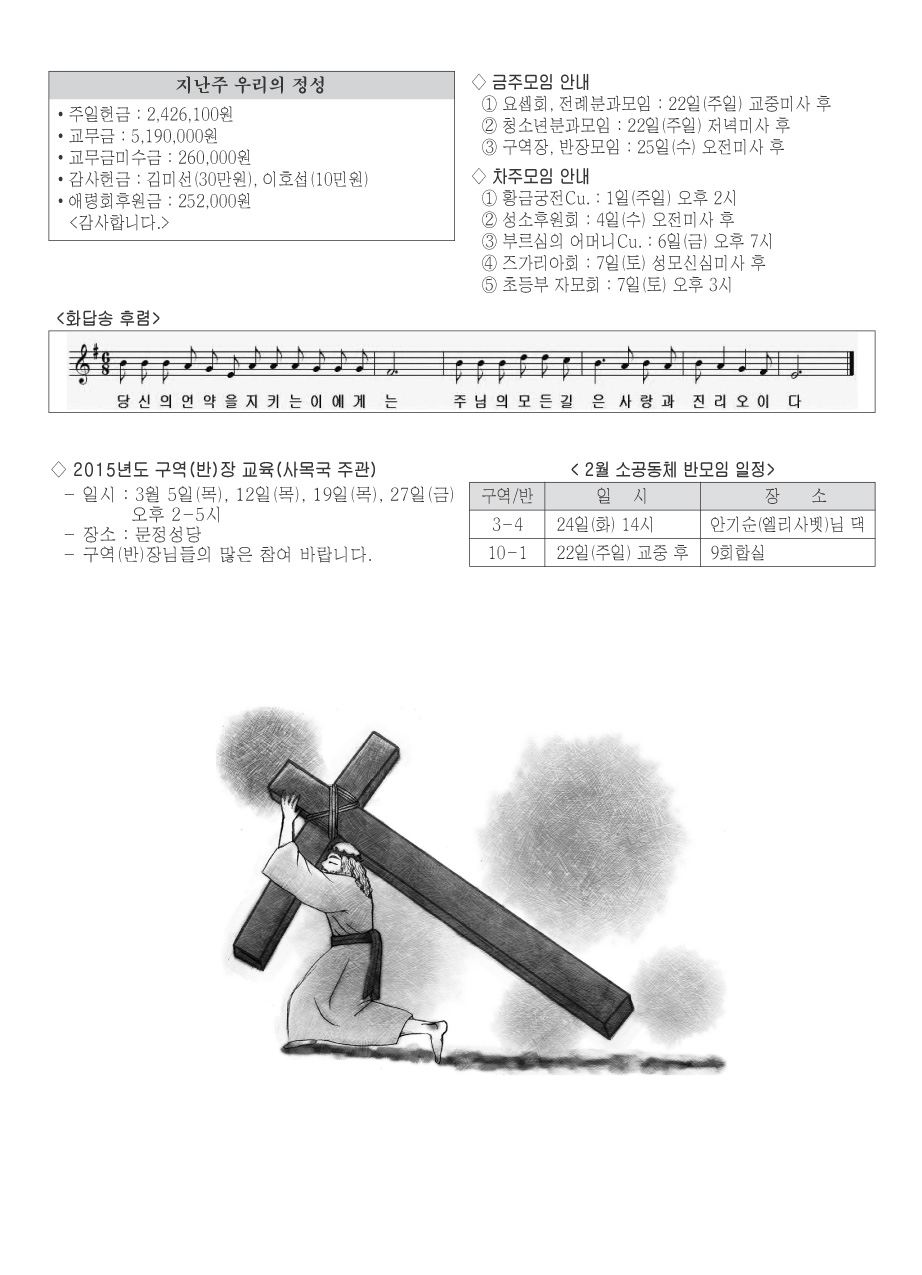 지난주 우리의 정성
• 주일헌금 : 2,426,100원
• 교무금 : 5,190,000원
• 교무금미수금 : 260,000원
• 감사헌금 : 김미선(30만원), 이호섭(10민원)
• 애령회후원금 : 252,000원
<감사합니다.>
◇ 금주모임 안내
① 요셉회, 전례분과모임 : 22일(주일) 교중미사 후
② 청소년분과모임 : 22일(주일) 저녁미사 후
③ 구역장, 반장모임 : 25일(수) 오전미사 후
◇ 차주모임 안내
① 황금궁전Cu. : 1일(주일) 오후 2시
② 성소후원회 : 4일(수) 오전미사 후
③ 부르심의 어머니Cu. : 6일(금) 오후 7시
④ 즈가리아회 : 7일(토) 성모신심미사 후
⑤ 초등부 자모회 : 7일(토) 오후 3시
<화답송 후렴>
6
8
당 신 의 언 약 을 지 키 는 이 에 게 는 주 님 의 모 든 길 은 사 랑 과 진 리 오 이 다
◇ 2015년도 구역(반)장 교육(사목국 주관)
- 일시 : 3월 5일(목), 12일(목), 19일(목), 27일(금)
오후 2-5시
- 장소 : 문정성당
- 구역(반)장님들의 많은 참여 바랍니다.
< 2월 소공동체 반모임 일정>
구역/반 일 시 장 소
3-4 24일(화) 14시 안기순(엘리사벳)님 댁
10-1 22일(주일) 교중 후 9회합실